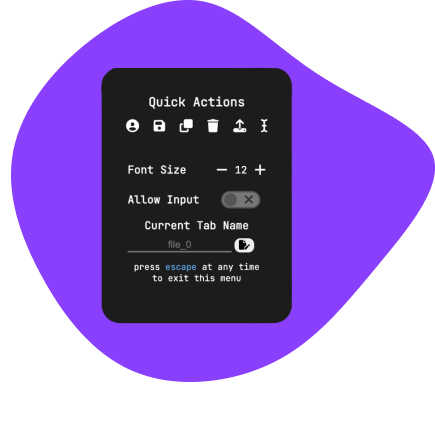 Quick Actions
Font Size
12
Allow Input
Current Tab Name
file_0
press escape at any time
to exit this menu